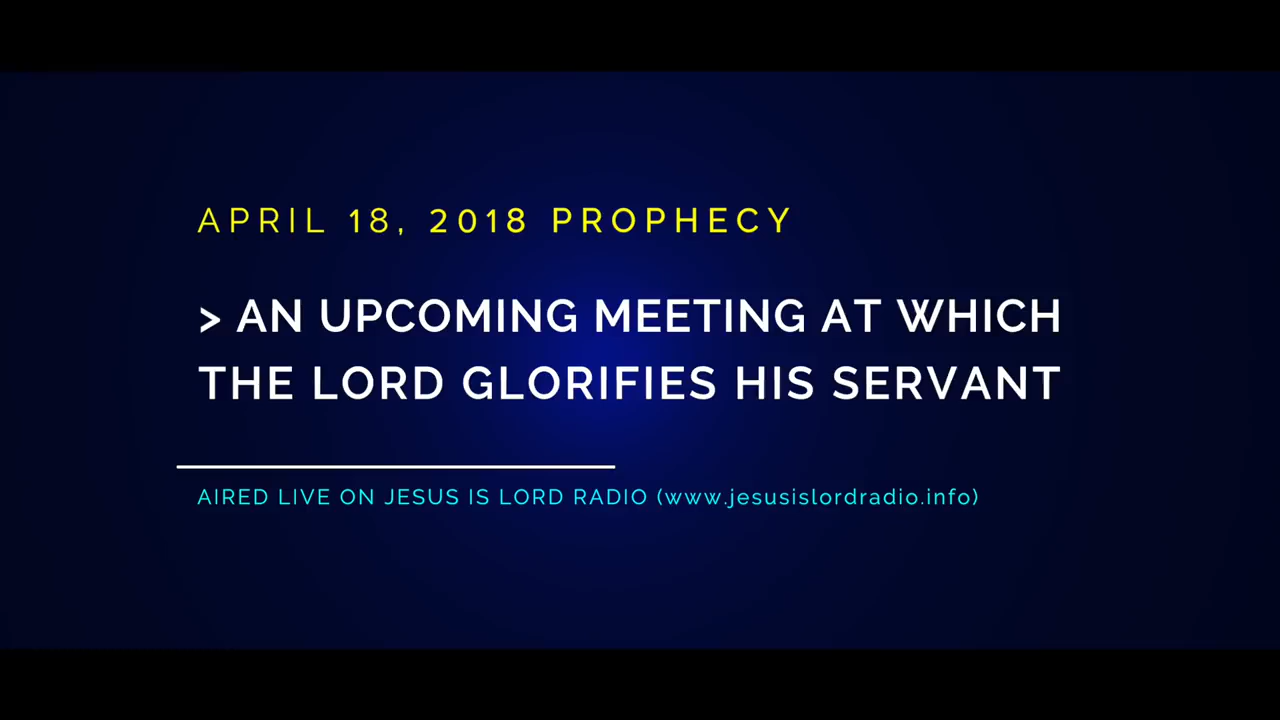 APRIL 18, 2018 PROPHECY
> AN UPCOMING MEETING AT WHICH
THE LORD GLORIFIES HIS SERVANT
AIRED LIVE ON JESUS IS LORD RADIO (www.jesusislordradio.info)